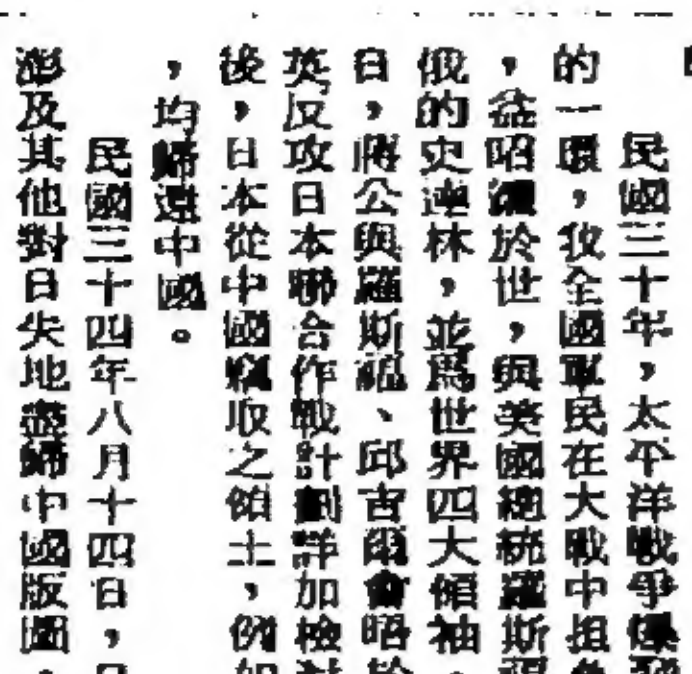 民國三十年，太平洋戰爭爆
的一環，我全國軍民在大戰中担
，益昭於世，與美國總統羅斯
俄的史達林，並爲世界四大領袖
日，蔣公與羅斯福、邱吉爾會晤於
英反攻日本聯合作戰計劃詳加檢討
後，日本從中國竊取之領土，例如
，均歸還中國。
民國三十四年八月十四日，
澎及其他對日失地盡歸中國版圖